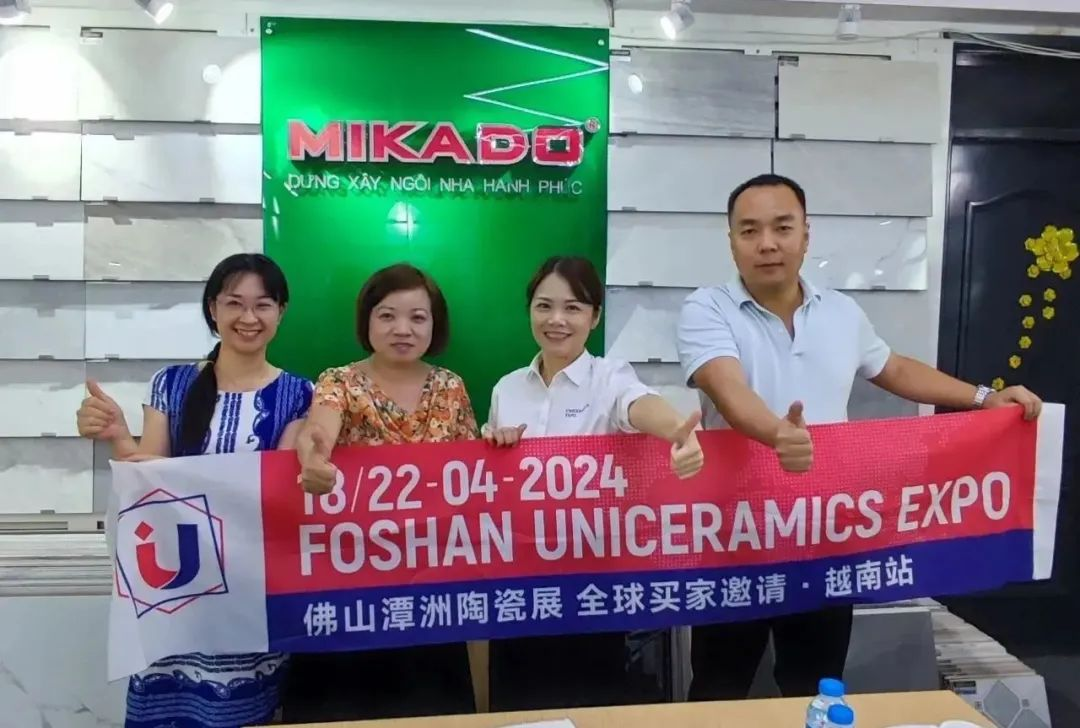 MIKADO®
DỰNG XÂY NGÔI NHÀ HẠNH PHÚC
18/22-04-2024
FOSHAN UNICERAMICS EXPO
佛山潭洲陶瓷展 全球买家邀请·越南站
iU